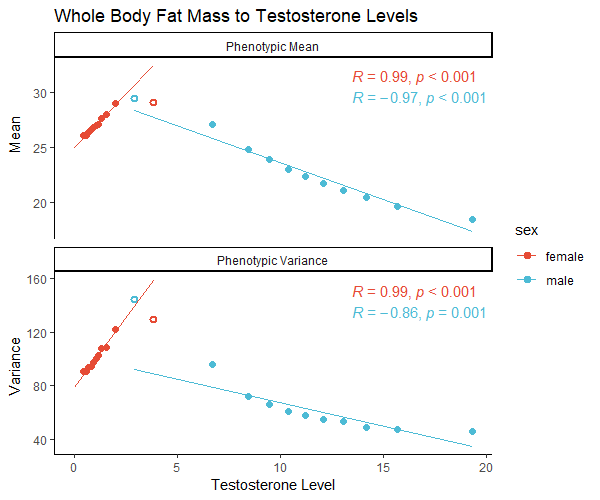 Whole Body Fat Mass to Testosterone Levels
Phenotypic Mean
R = 0.99, p < 0.001
R = −0.97, p < 0.001
30
25
20
Mean
Phenotypic Variance
R = 0.99, p < 0.001
R = −0.86, p = 0.001
160
120
80
40
Variance
0 5 10 15 20
Testosterone Level
sex
female
male